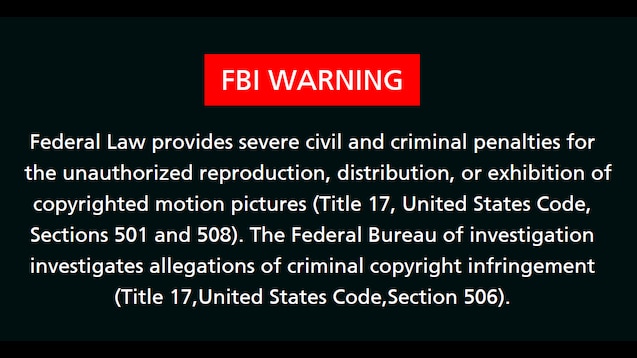 FBI WARNING
Federal Law provides severe civil and criminal penalties for
the unauthorized reproduction, distribution, or exhibition of
copyrighted motion pictures (Title 17, United States Code,
Sections 501 and 508). The Federal Bureau of investigation
investigates allegations of criminal copyright infringement
(Title 17,United States Code,Section 506).